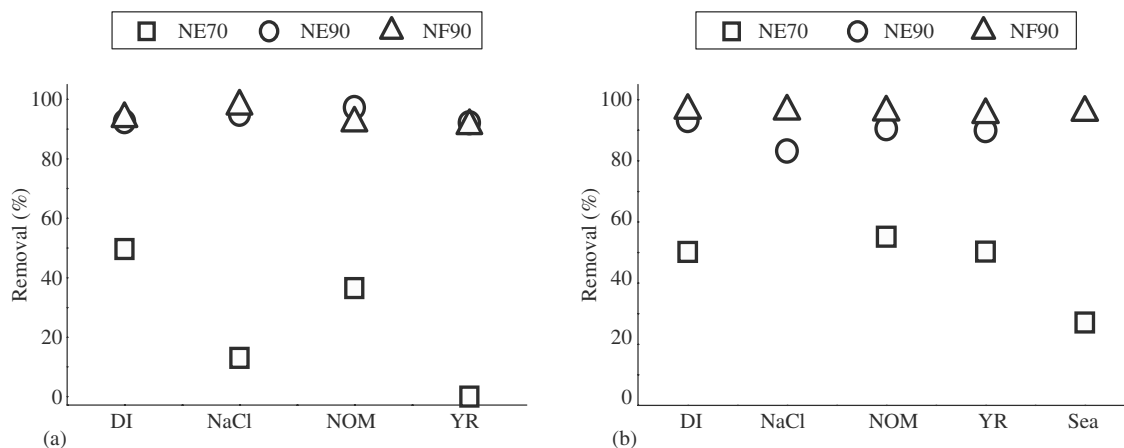 NE70 NE90 NF90
100
80
60
40
20
0
Removal (%)
DI NaCl NOM YR
(a)
NE70 NE90 NF90
100
80
60
40
20
0
Removal (%)
DI NaCl NOM YR Sea
(b)